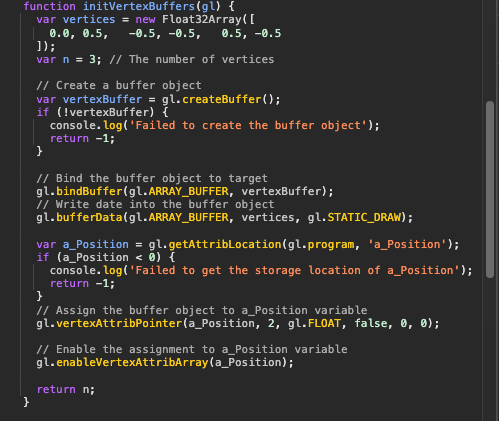 function initVertexBuffers(gl) {
  var vertices = new Float32Array([
    0.0, 0.5,   -0.5, -0.5,   0.5, -0.5
  ]);
  var n = 3; // The number of vertices

  // Create a buffer object
  var vertexBuffer = gl.createBuffer();
  if (!vertexBuffer) {
    console.log('Failed to create the buffer object');
    return -1;
  }

  // Bind the buffer object to target
  gl.bindBuffer(gl.ARRAY_BUFFER, vertexBuffer);
  // Write date into the buffer object
  gl.bufferData(gl.ARRAY_BUFFER, vertices, gl.STATIC_DRAW);

  var a_Position = gl.getAttribLocation(gl.program, 'a_Position');
  if (a_Position < 0) {
    console.log('Failed to get the storage location of a_Position');
    return -1;
  }
  // Assign the buffer object to a_Position variable
  gl.vertexAttribPointer(a_Position, 2, gl.FLOAT, false, 0, 0);

  // Enable the assignment to a_Position variable
  gl.enableVertexAttribArray(a_Position);

  return n;
}